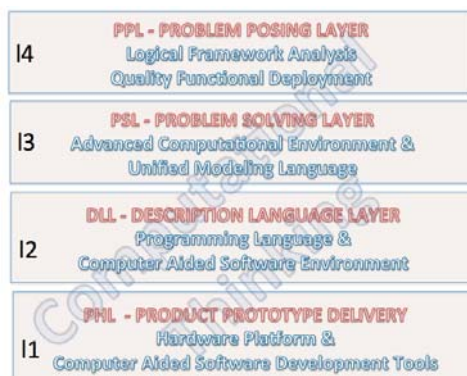 l4
PPL - PROBLEM POSING LAYER
Logical Framework Analysis
Quality Functional Deployment
l3
PSL - PROBLEM SOLVING LAYER
Advanced Computational Environment &
Unified Modeling Language
l2
DLL - DESCRIPTION LANGUAGE LAYER
Programming Language &
Computer Aided Software Environment
l1
PHL - PRODUCT PROTOTYPE DELIVERY
Hardware Platform &
Computer Aided Software Development Tools
Computational
Thinking